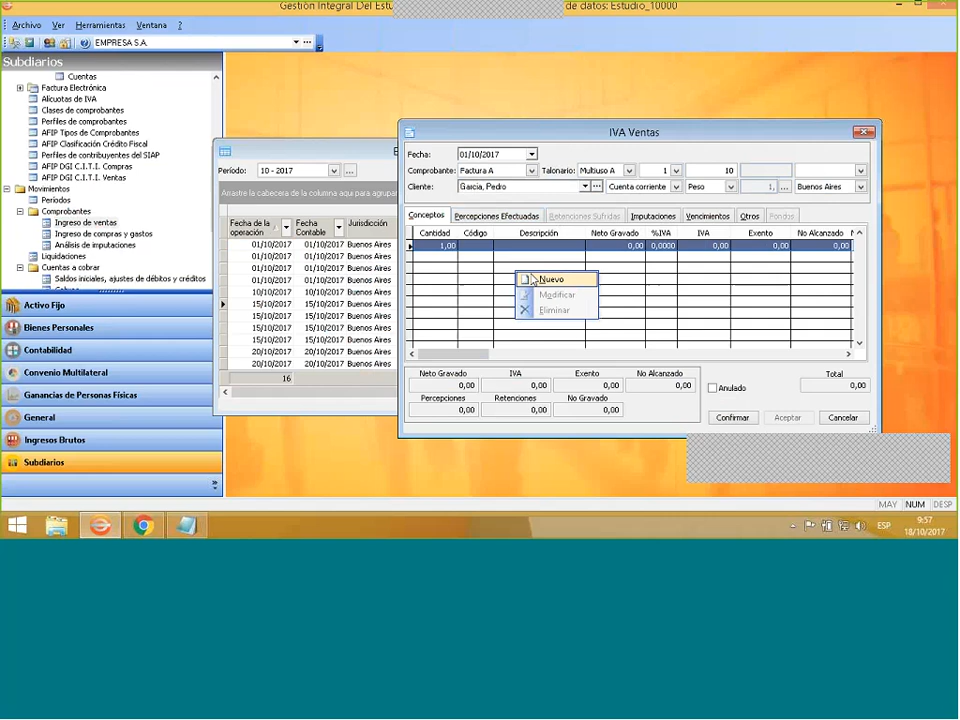 Gestión Integral Del Estu
de datos: Estudio_10000
Archivo Ver Herramientas Ventana ?
EMPRESA S.A.
Subdiarios
Cuentas
Factura Electrónica
Alícuotas de IVA
Clases de comprobantes
Perfiles de comprobantes
AFIP Tipos de Comprobantes
AFIP Clasificación Crédito Fiscal
Perfiles de contribuyentes del SIAP
AFIP DGI C.I.T.I. Compras
AFIP DGI C.I.T.I. Ventas
Movimientos
Períodos
Comprobantes
Ingreso de ventas
Ingreso de compras y gastos
Análisis de imputaciones
Liquidaciones
Cuentas a cobrar
Saldos iniciales, ajustes de débitos y créditos
Activo Fijo
Bienes Personales
Contabilidad
Convenio Multilateral
Ganancias de Personas Físicas
General
Ingresos Brutos
Subdiarios
Período: 10 - 2017
Arrastre la cabecera de la columna aquí para agrupar
Fecha de la operación Fecha Contable Jurisdicción
01/10/2017 01/10/2017 Buenos Aires
01/10/2017 01/10/2017 Buenos Aires
01/10/2017 01/10/2017 Buenos Aires
01/10/2017 01/10/2017 Buenos Aires
10/10/2017 10/10/2017 Buenos Aires
15/10/2017 15/10/2017 Buenos Aires
15/10/2017 15/10/2017 Buenos Aires
15/10/2017 15/10/2017 Buenos Aires
15/10/2017 15/10/2017 Buenos Aires
20/10/2017 20/10/2017 Buenos Aires
20/10/2017 20/10/2017 Buenos Aires
16
IVA Ventas
Fecha: 01/10/2017
Comprobante: Factura A Talonario: Multiuso A 1 10
Cliente: Garcia, Pedro Cuenta corriente Peso 1, Buenos Aires
Conceptos Percepciones Efectuadas Retenciones Sufridas Imputaciones Vencimientos Otros Fondos
Cantidad Código Descripción Neto Gravado %IVA IVA Exento No Alcanzado
1,00 0,00 0,0000 0,00 0,00 0,00
Nuevo
Modificar
Eliminar
Neto Gravado IVA Exento No Alcanzado Total
0,00 0,00 0,00 0,00 Anulado 0,00
Percepciones Retenciones No Gravado
0,00 0,00 0,00
Confirmar Aceptar Cancelar
MAY NUM DESP
ESP 9:57
18/10/2017